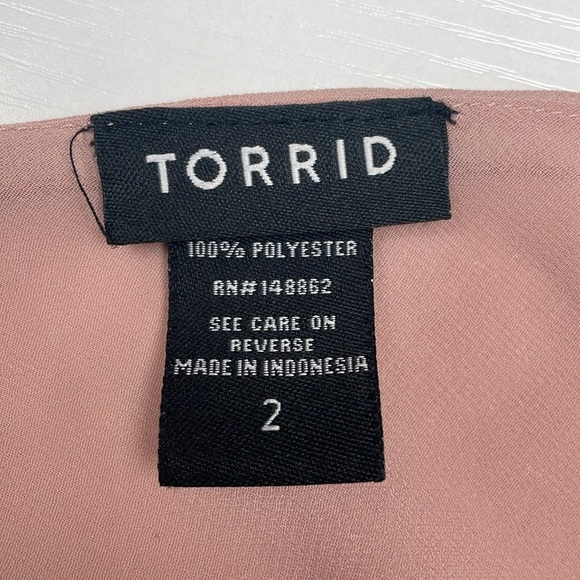 TORRID
100% POLYESTER
RN#148862
SEE CARE ON
REVERSE
MADE IN INDONESIA
2